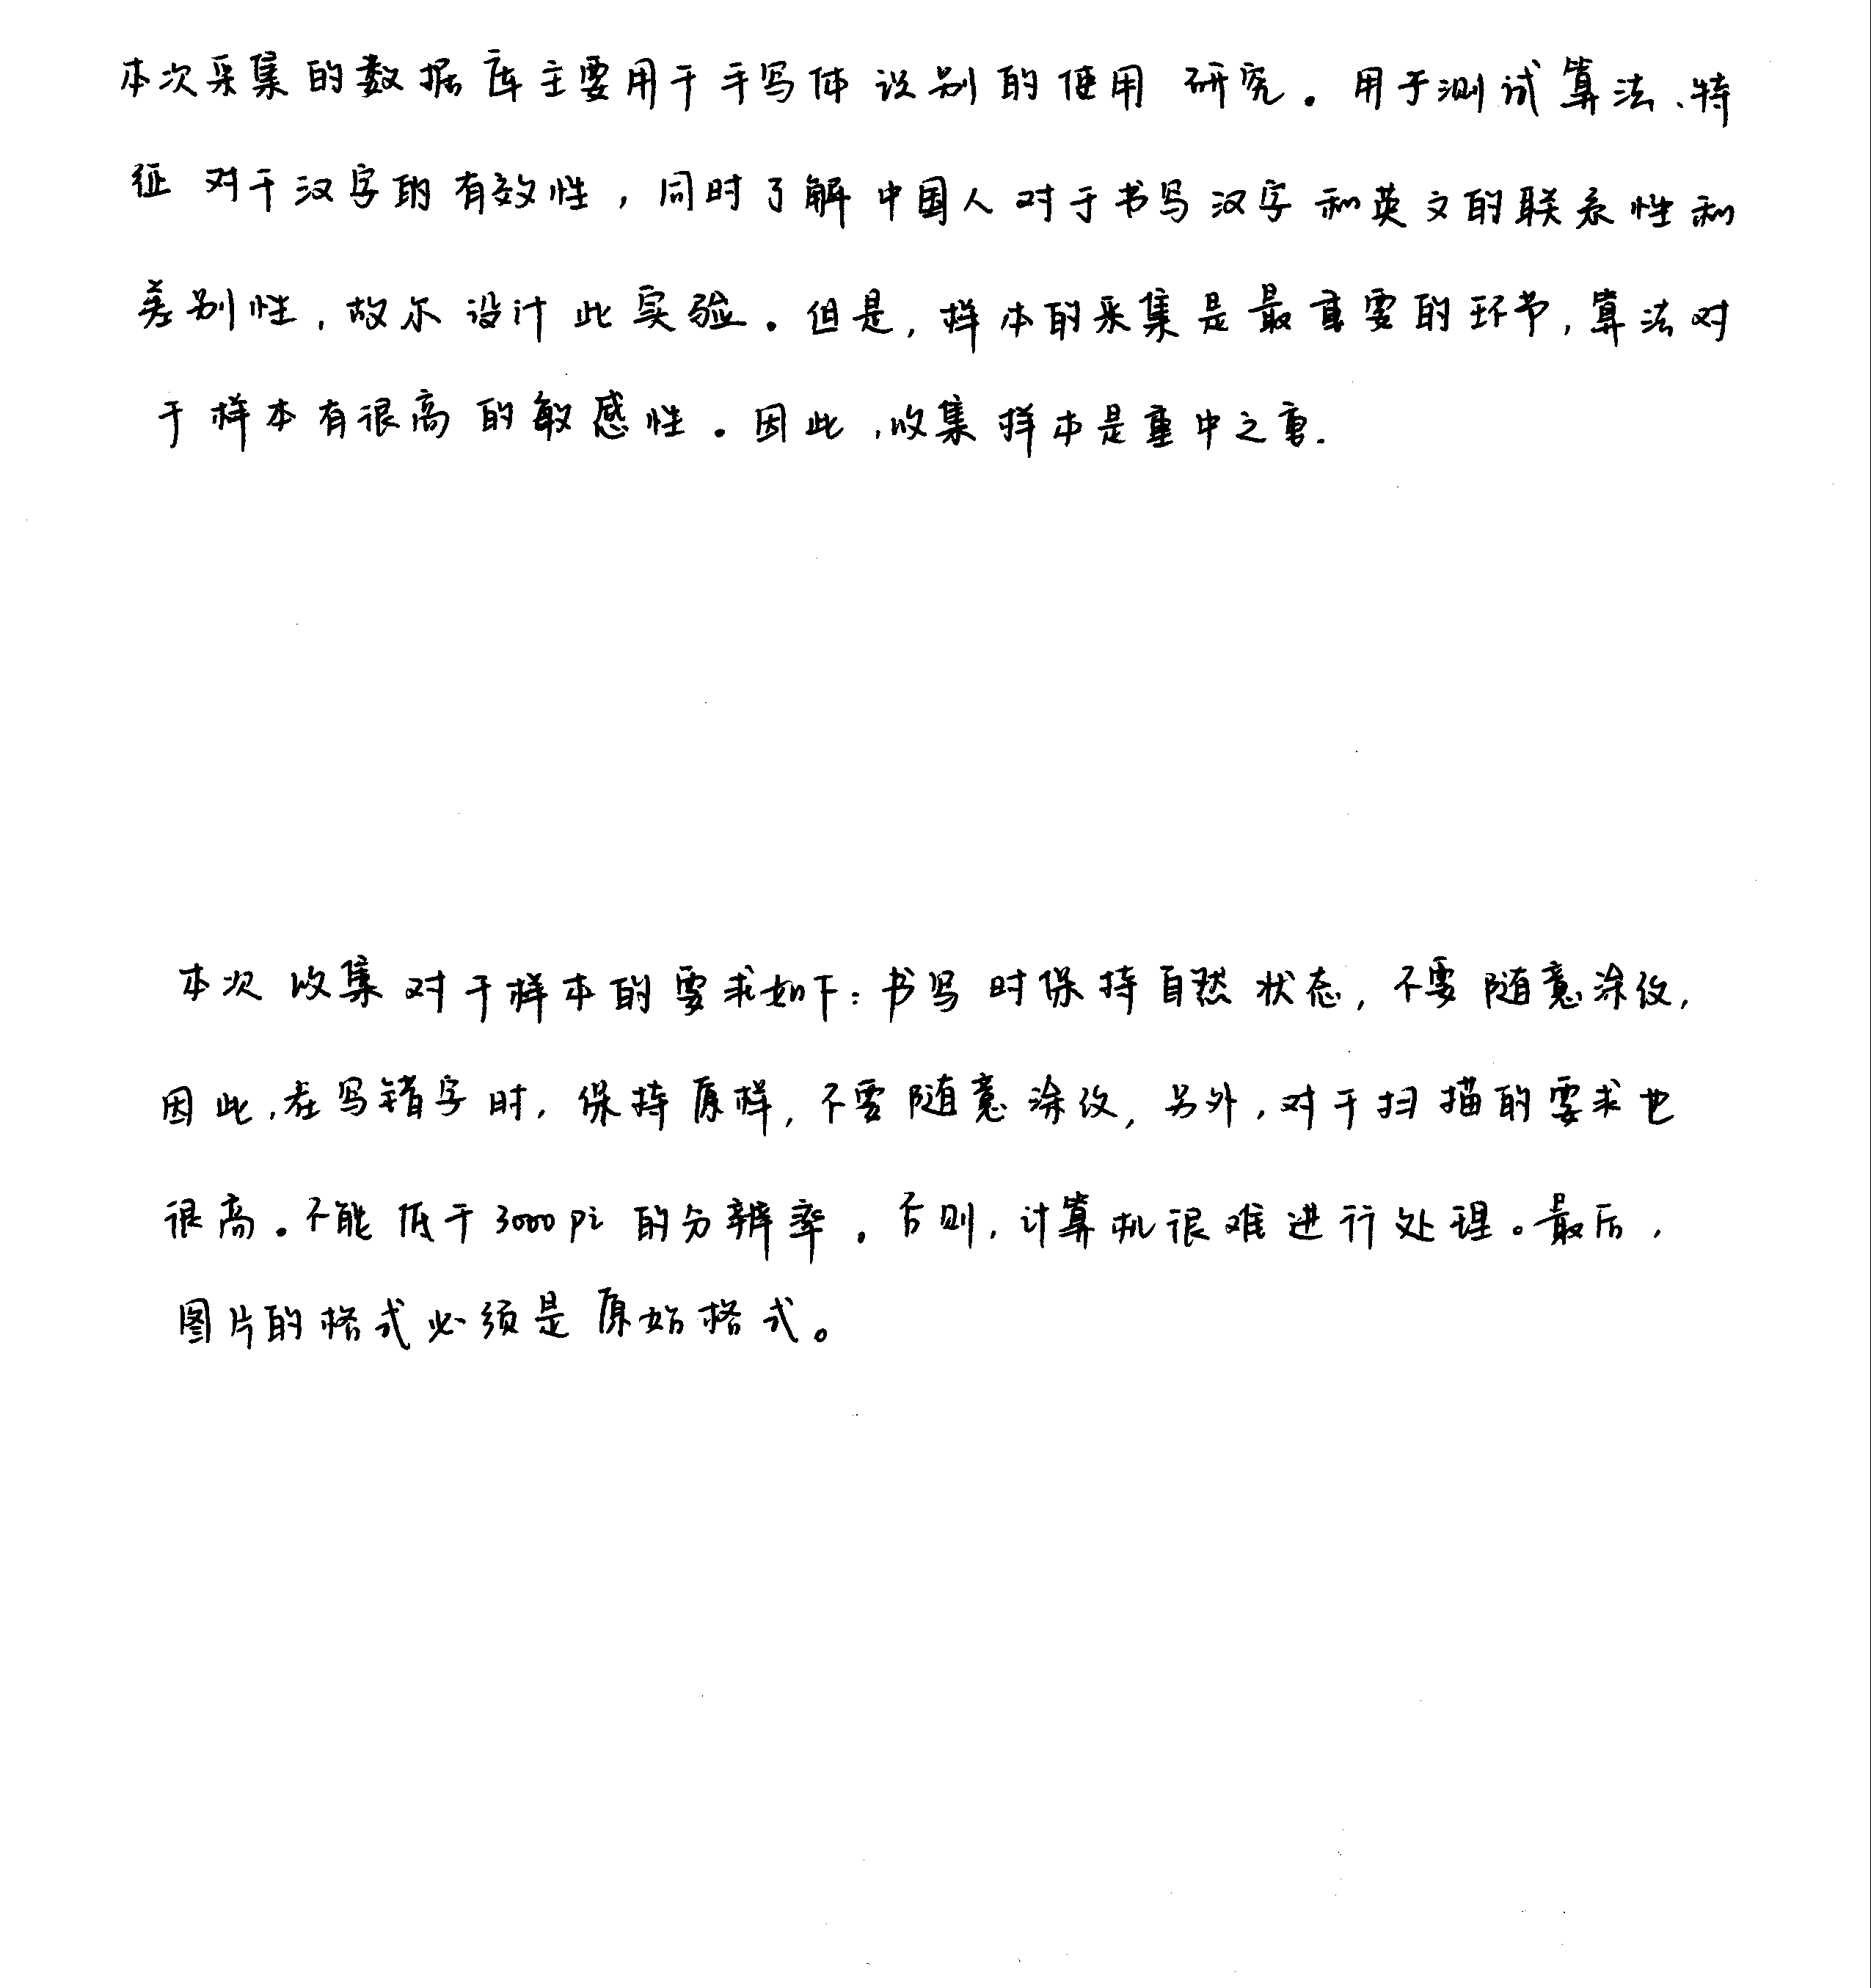 本次采集的数据库主要用于手写体识别的使用研究。用于测试算法、特
征对于汉字的有效性，同时了解中国人对于书写汉字和英文的联系性和
差别性，故尔设计此实验。但是，样本的采集是最重要的环节，算法对
于样本有很高的敏感性。因此，收集样本是重中之重.
本次收集对于样本的要求如下：书写时保持自然状态，不要随意涂改，
因此，在写错字时，保持原样，不要随意涂改，另外，对于扫描的要求也
很高。不能低于3000pi的分辨率。否则，计算机很难进行处理。最后，
图片的格式必须是原始格式。